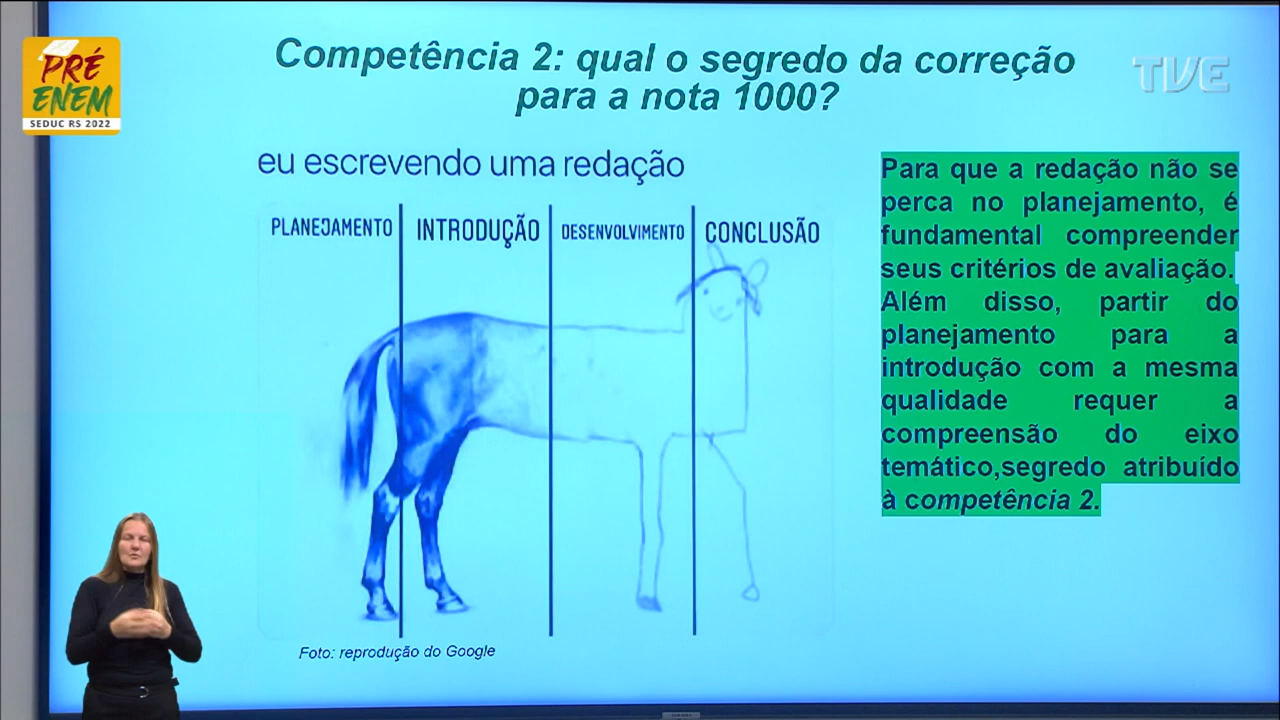 PRÉ
ENEM
SEDUC RS 2022
Competência 2: qual o segredo da correção
para a nota 1000?
TVE
eu escrevendo uma redação
PLANEJAMENTO
INTRODUÇÃO
DESENVOLVIMENTO
CONCLUSÃO
Para que a redação não se
perca no planejamento, é
fundamental compreender
seus critérios de avaliação.
Além disso, partir do
planejamento para a
introdução com a mesma
qualidade requer a
compreensão do eixo
temático,segredo atribuído
à competência 2.
Foto: reprodução do Google